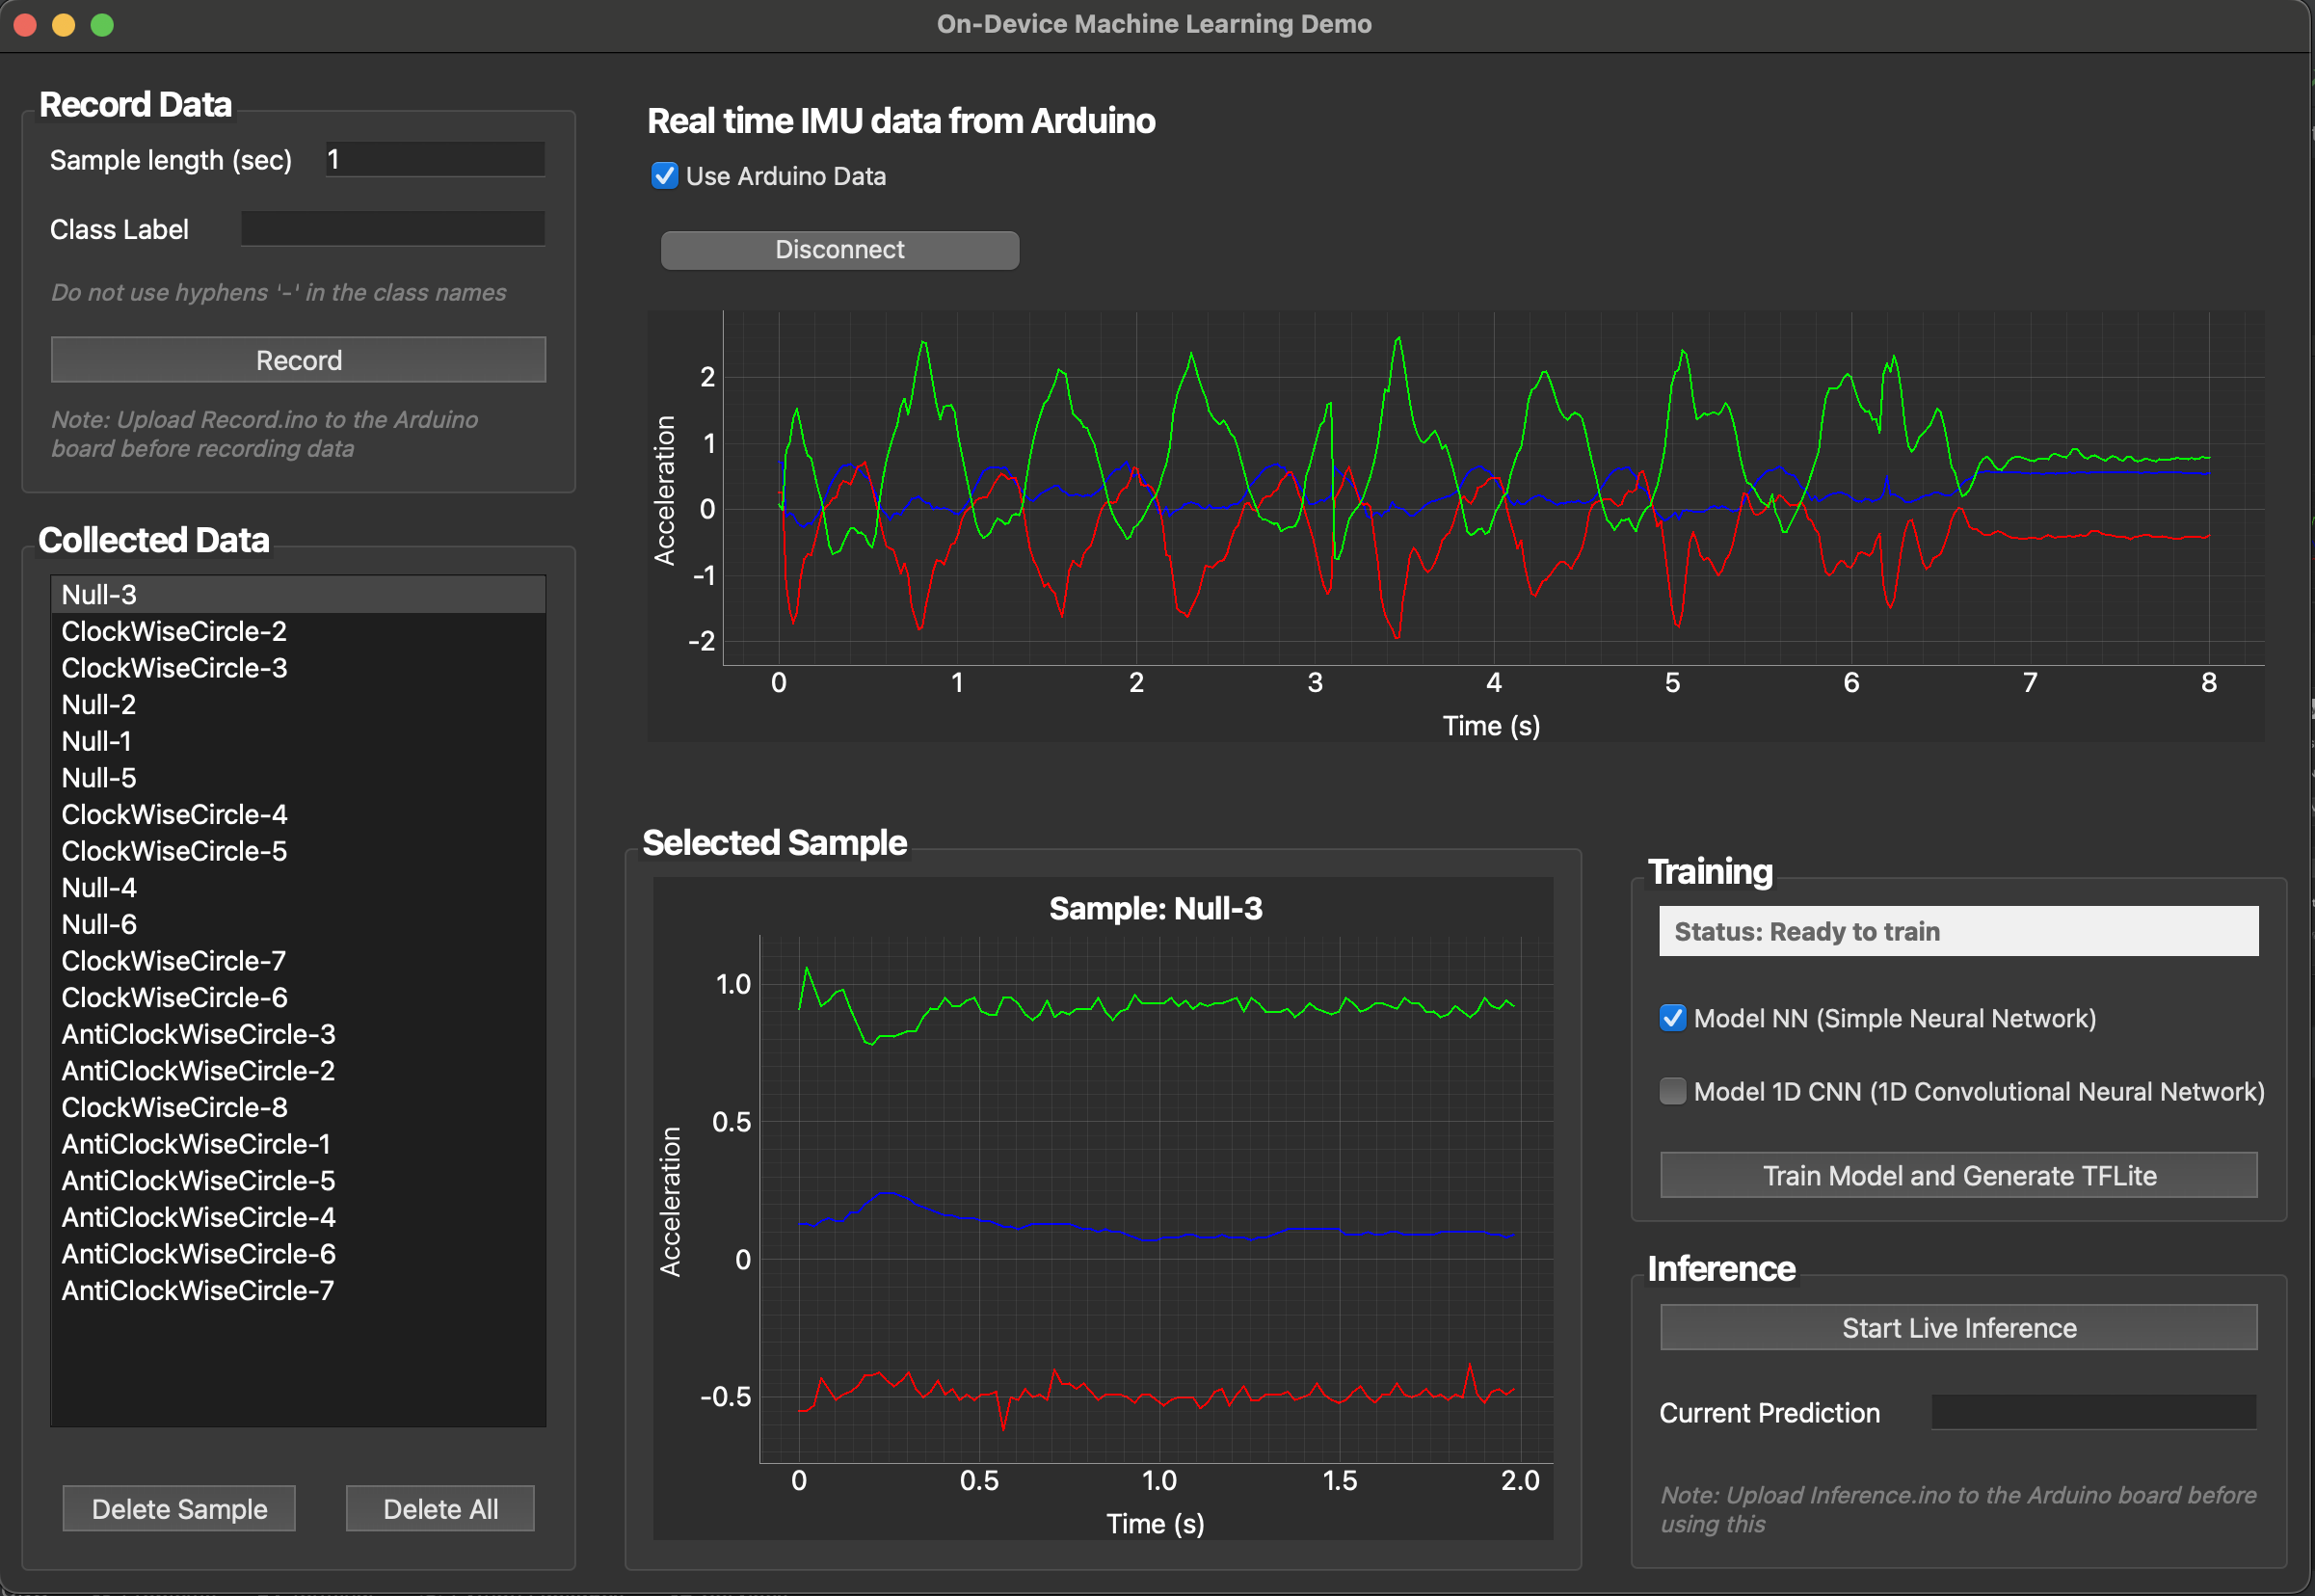 On-Device Machine Learning Demo
Record Data
Sample length (sec) 1
Class Label
Do not use hyphens '-' in the class names
Record
Note: Upload Record.ino to the Arduino
board before recording data
Collected Data
Null-3
ClockWiseCircle-2
ClockWiseCircle-3
Null-2
Null-1
Null-5
ClockWiseCircle-4
ClockWiseCircle-5
Null-4
Null-6
ClockWiseCircle-7
ClockWiseCircle-6
AntiClockWiseCircle-3
AntiClockWiseCircle-2
ClockWiseCircle-8
AntiClockWiseCircle-1
AntiClockWiseCircle-5
AntiClockWiseCircle-4
AntiClockWiseCircle-6
AntiClockWiseCircle-7
Delete Sample Delete All
Real time IMU data from Arduino
Use Arduino Data
Disconnect
Acceleration
2
1
0
-1
-2
0 1 2 3 4 5 6 7 8
Time (s)
Selected Sample
Sample: Null-3
Acceleration
1.0
0.5
0
-0.5
0 0.5 1.0 1.5 2.0
Time (s)
Training
Status: Ready to train
Model NN (Simple Neural Network)
Model 1D CNN (1D Convolutional Neural Network)
Train Model and Generate TFLite
Inference
Start Live Inference
Current Prediction
Note: Upload Inference.ino to the Arduino board before
using this